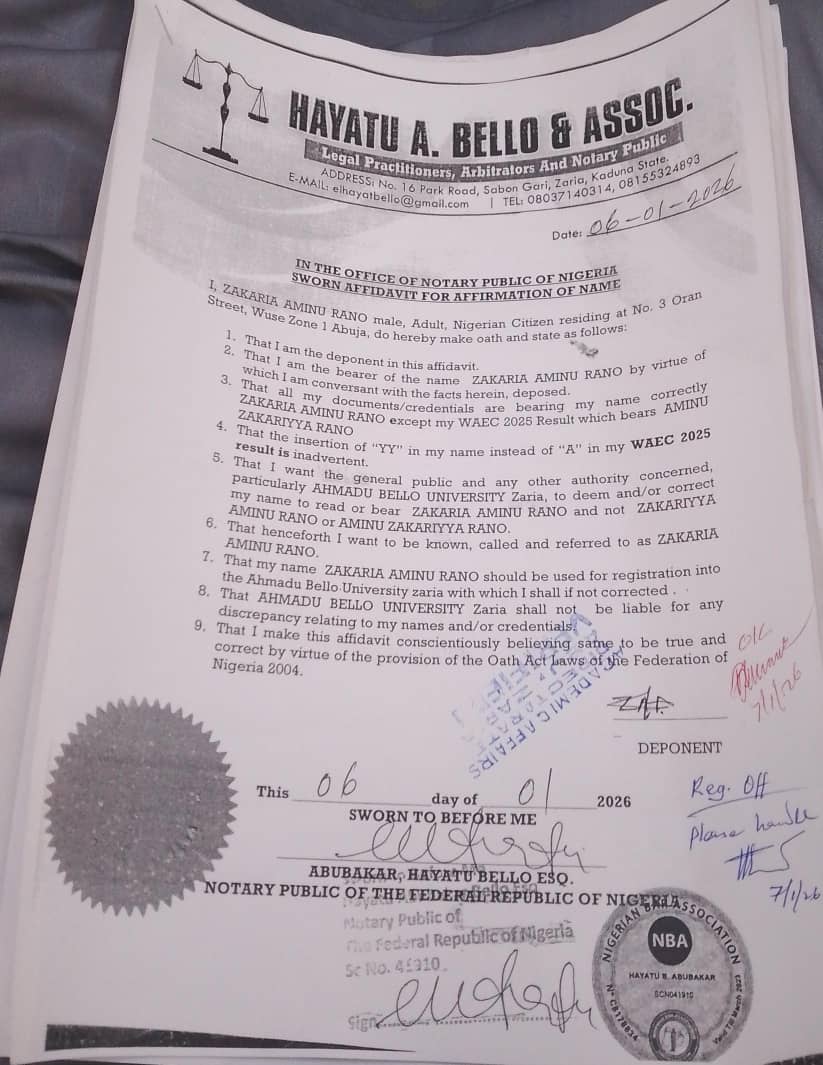 HAYATU A. BELLO & ASSOC.
Legal Practitioners, Arbitrators And Notary Public
ADDRESS: No. 16 Park Road, Sabon Gari, Zaria, Kaduna State.
E-MAIL: elhayatbello@gmail.com | TEL: 08037140314, 08155324893
Date: 06-01-2026
IN THE OFFICE OF NOTARY PUBLIC OF NIGERIA
SWORN AFFIDAVIT FOR AFFIRMATION OF NAME
I, ZAKARIA AMINU RANO male, Adult, Nigerian Citizen residing at No. 3 Oran
Street, Wuse Zone 1 Abuja, do hereby make oath and state as follows:
1. That I am the deponent in this affidavit.
2. That I am the bearer of the name ZAKARIA AMINU RANO by virtue of
which I am conversant with the facts herein, deposed.
3. That all my documents/credentials are bearing my name correctly
ZAKARIA AMINU RANO except my WAEC 2025 Result which bears AMINU
ZAKARIYYA RANO
4. That the insertion of "YY" in my name instead of "A" in my WAEC 2025
result is inadvertent.
5. That I want the general public and any other authority concerned,
particularly AHMADU BELLO UNIVERSITY Zaria, to deem and/or correct
my name to read or bear ZAKARIA AMINU RANO and not ZAKARIYYA
AMINU RANO or AMINU ZAKARIYYA RANO.
6. That henceforth I want to be known, called and referred to as ZAKARIA
AMINU RANO.
7. That my name ZAKARIA AMINU RANO should be used for registration into
the Ahmadu Bello University zaria with which I shall if not corrected .
8. That AHMADU BELLO UNIVERSITY Zaria shall not be liable for any
discrepancy relating to my names and/or credentials.
9. That I make this affidavit conscientiously believing same to be true and
correct by virtue of the provision of the Oath Act Laws of the Federation of
Nigeria 2004.
OK
7/1/26
ACADEMIC AFFAIRS
DIRECTORATE
VERIFIED
DEPONENT
This 06 day of 01 2026
SWORN TO BEFORE ME
Reg. Off
Please handle
7/1/26
ABUBAKAR, HAYATU BELLO ESQ.
NOTARY PUBLIC OF THE FEDERAL REPUBLIC OF NIGERIA
Notary Public of
The Federal Republic of Nigeria
Sc No.
Sign
NIGERIAN BAR ASSOCIATION
NBA
HAYATU B. ABUBAKAR
SCN041910